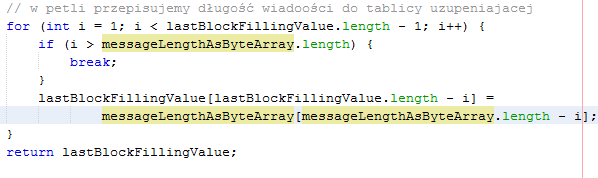 // w petli przepisujemy długość wiadości do tablicy uzupeniajacej
for (int i = 1; i < lastBlockFillingValue.length - 1; i++) {
if (i > messageLengthAsByteArray.length) {
break;
}
lastBlockFillingValue[lastBlockFillingValue.length - i] =
messageLengthAsByteArray[messageLengthAsByteArray.length - i];
}
return lastBlockFillingValue;